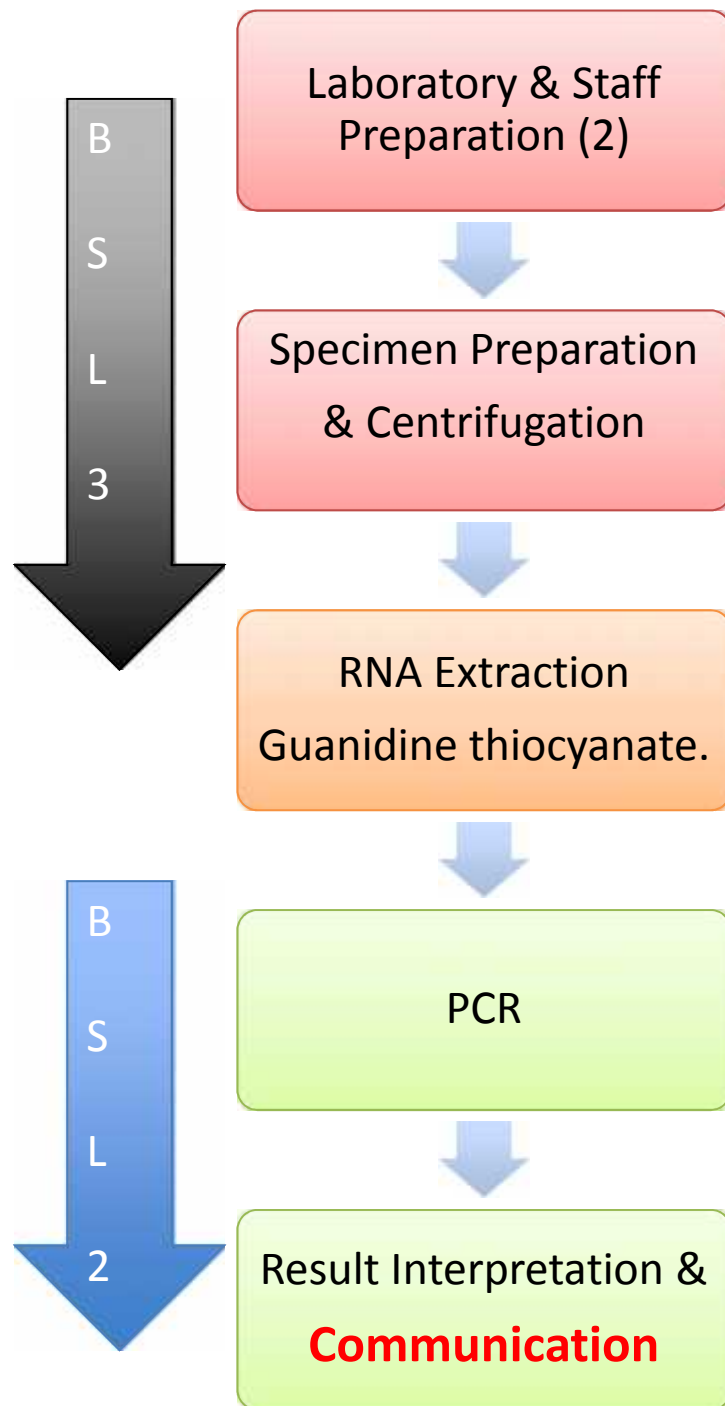 Laboratory & Staff
Preparation (2)
B
S
L
3
Specimen Preparation
& Centrifugation
RNA Extraction
Guanidine thiocyanate.
B
S
L
2
PCR
Result Interpretation &
Communication